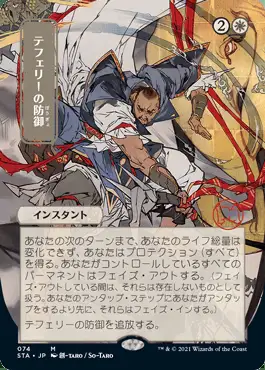 2
テフェリーの防御
ぼうぎょ
インスタント
あなたの次のターンまで、あなたのライフ総量は
変化できず、あなたはプロテクション（すべて）
を得る。あなたがコントロールしているすべての
パーマネントはフェイズ・アウトする。（フェイ
ズ・アウトしている間は、それらは存在しないものとして
扱う。あなたのアンタップ・ステップにあなたがアンタッ
プをするより先に、それらはフェイズ・インする。）
テフェリーの防御を追放する。
074 M
STA・JP 獏-taro / So-Taro
™ & © 2021 Wizards of the Coast